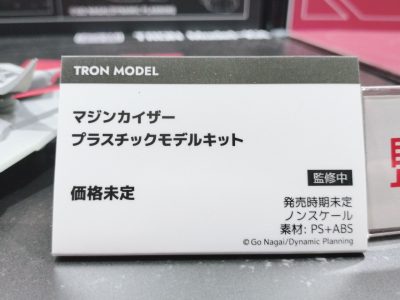 TRON MODEL
マジンカイザー
プラスチックモデルキット
価格未定
監修中
発売時期未定
ノンスケール
素材: PS+ABS
© Go Nagai/Dynamic Planning